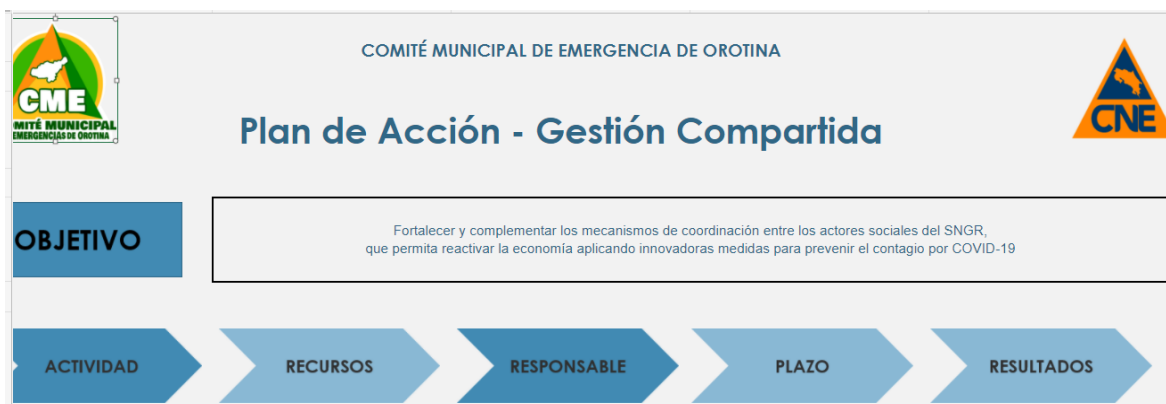 COMITÉ MUNICIPAL DE EMERGENCIA DE OROTINA
CME
MITÉ MUNICIPAL
EMERGENCIAS DE OROTINA
CNE
Plan de Acción - Gestión Compartida
OBJETIVO
Fortalecer y complementar los mecanismos de coordinación entre los actores sociales del SNGR,
que permita reactivar la economía aplicando innovadoras medidas para prevenir el contagio por COVID-19
ACTIVIDAD
RECURSOS
RESPONSABLE
PLAZO
RESULTADOS